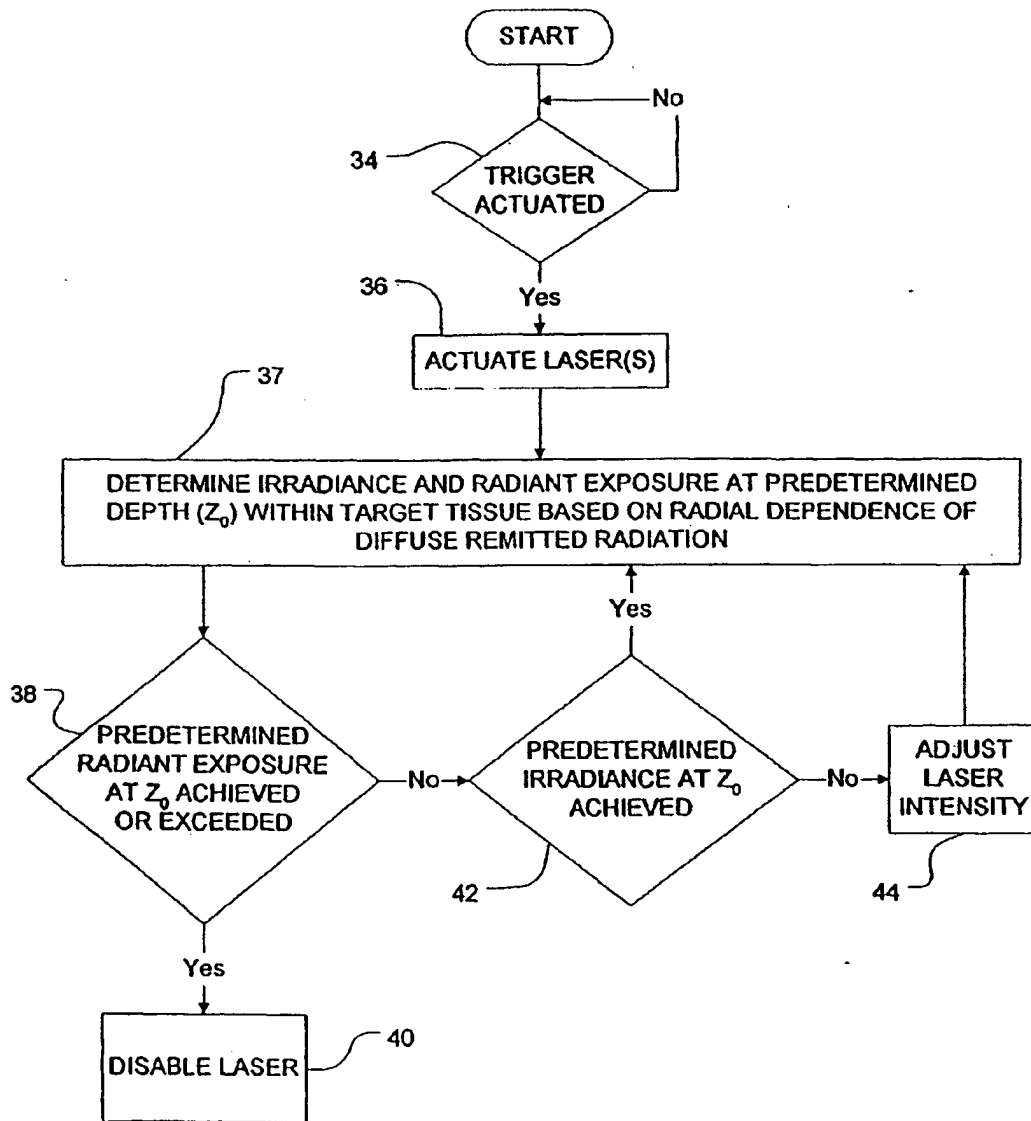 START
No
34
TRIGGER
ACTUATED
Yes
36
ACTUATE LASER(S)
37
DETERMINE IRRADIANCE AND RADIANT EXPOSURE AT PREDETERMINED
DEPTH (Z₀) WITHIN TARGET TISSUE BASED ON RADIAL DEPENDENCE OF
DIFFUSE REMITTED RADIATION
Yes
38
PREDETERMINED
RADIANT EXPOSURE
AT Z₀ ACHIEVED
OR EXCEEDED
No
PREDETERMINED
IRRADIANCE AT Z₀
ACHIEVED
No
ADJUST
LASER
INTENSITY
42
44
Yes
DISABLE LASER
40